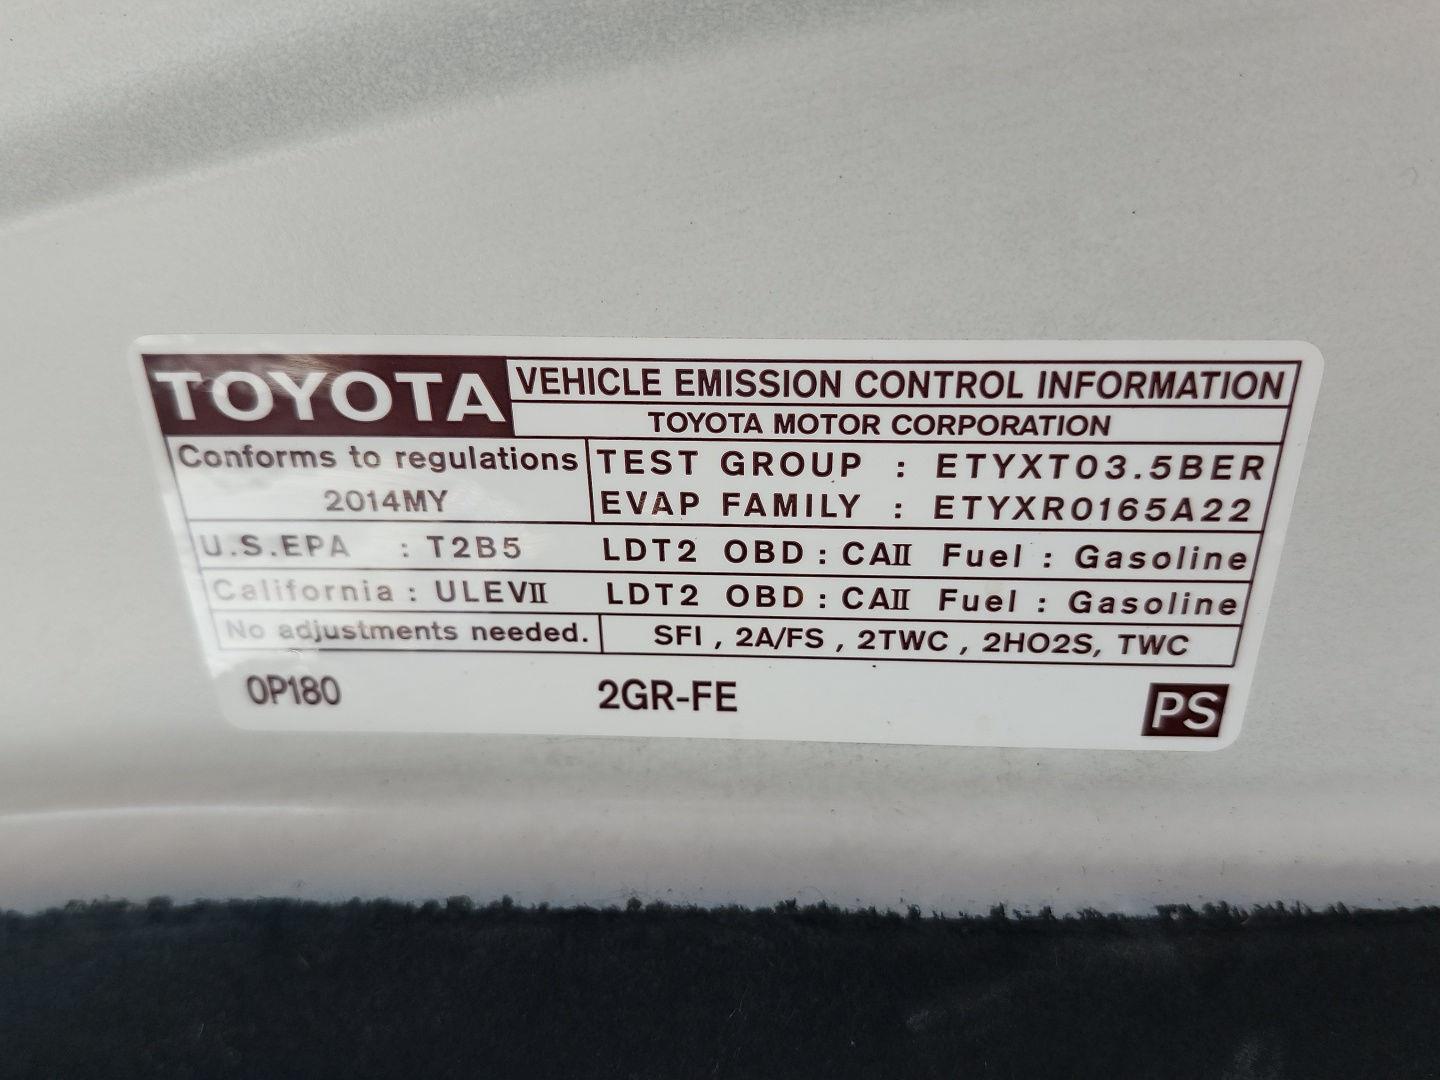 TOYOTA VEHICLE EMISSION CONTROL INFORMATION
TOYOTA MOTOR CORPORATION
Conforms to regulations
2014MY
TEST GROUP : ETYXT03.5BER
EVAP FAMILY : ETYXR0165A22
U.S.EPA : T2B5 LDT2 OBD : CAⅡ Fuel : Gasoline
California : ULEVⅡ LDT2 OBD : CAⅡ Fuel : Gasoline
No adjustments needed. SFI , 2A/FS , 2TWC , 2HO2S, TWC
0P180 2GR-FE PS